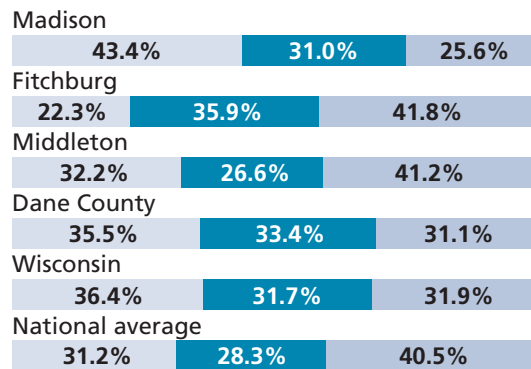 Madison
43.4% 31.0% 25.6%
Fitchburg
22.3% 35.9% 41.8%
Middleton
32.2% 26.6% 41.2%
Dane County
35.5% 33.4% 31.1%
Wisconsin
36.4% 31.7% 31.9%
National average
31.2% 28.3% 40.5%